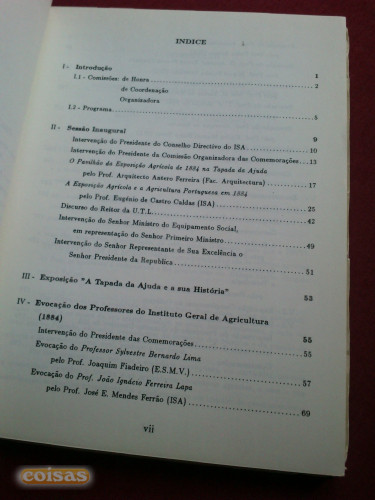 INDICE
I - Introdução 1
I.1 - Comissões: de Honra 2
de Coordenação
Organizadora
I.2 - Programa 5
II - Sessão Inaugural 9
Intervenção do Presidente do Conselho Directivo do ISA 10
Intervenção do Presidente da Comissão Organizadora das Comemorações 13
O Pavilhão da Exposição Agrícola de 1884 na Tapada da Ajuda
pelo Prof. Arquitecto Antero Ferreira (Fac. Arquitectura) 17
A Exposição Agrícola e a Agricultura Portuguesa em 1884
pelo Prof. Eugénio de Castro Caldas (ISA) 25
Discurso do Reitor da U.T.L. 42
Intervenção do Senhor Ministro do Equipamento Social,
em representação do Senhor Primeiro Ministro 49
Intervenção do Senhor Representante de Sua Excelência o
Senhor Presidente da Republica 51
III - Exposição "A Tapada da Ajuda e a sua História" 53
IV - Evocação dos Professores do Instituto Geral de Agricultura
(1884) 55
Intervenção do Presidente das Comemorações 55
Evocação do Professor Sylvestre Bernardo Lima
pelo Prof. Joaquim Fiadeiro (E.S.M.V.) 57
Evocação do Prof. João Ignácio Ferreira Lapa
pelo Prof. José E. Mendes Ferrão (ISA) 69
vii
coisas